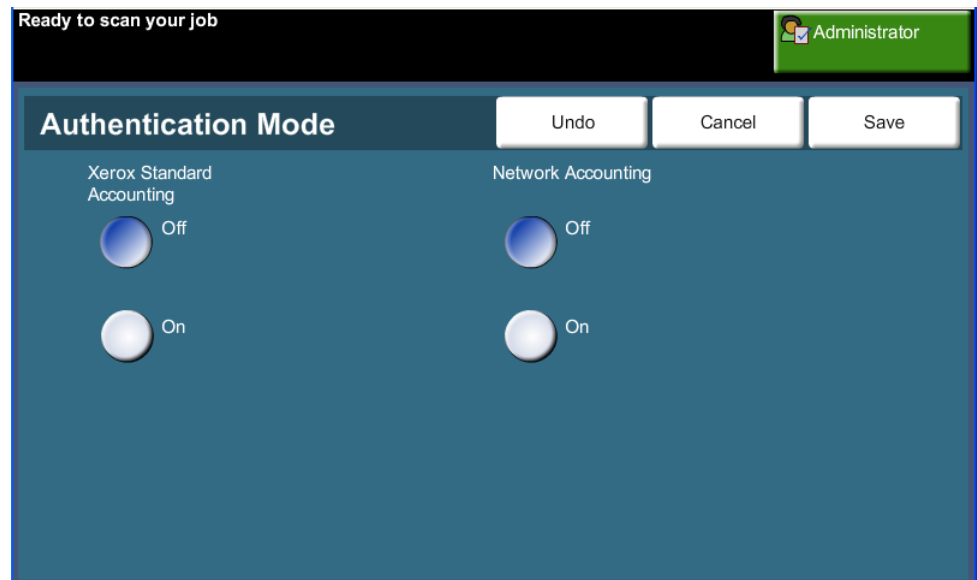 Ready to scan your job
Administrator
Authentication Mode
Undo
Cancel
Save
Xerox Standard
Accounting
Off
On
Network Accounting
Off
On